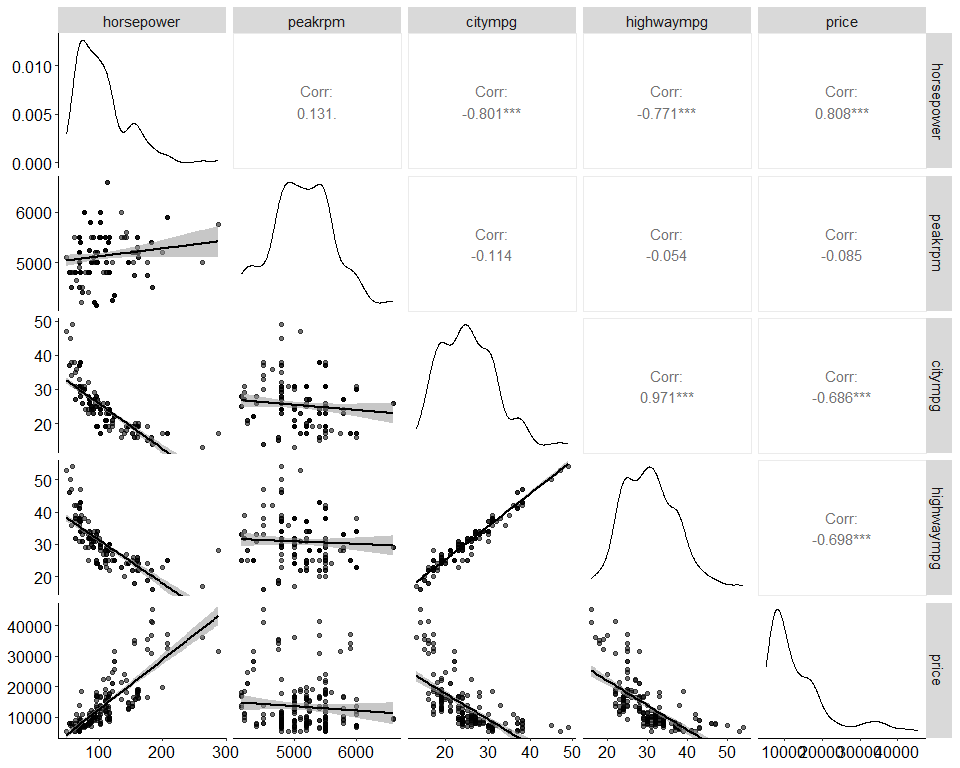 horsepower peakrpm citympg highwaympg price
0.010
0.005
0.000
Corr:
0.131.
Corr:
-0.801***
Corr:
-0.771***
Corr:
0.808***
horsepower
6000
5000
Corr:
-0.114
Corr:
-0.054
Corr:
-0.085
peakrpm
50
40
30
20
Corr:
0.971***
Corr:
-0.686***
citympg
50
40
30
20
Corr:
-0.698***
highwaympg
40000
30000
20000
10000
price
100 200 300 5000 6000 20 30 40 50 20 30 40 50 10000 20000 30000 40000